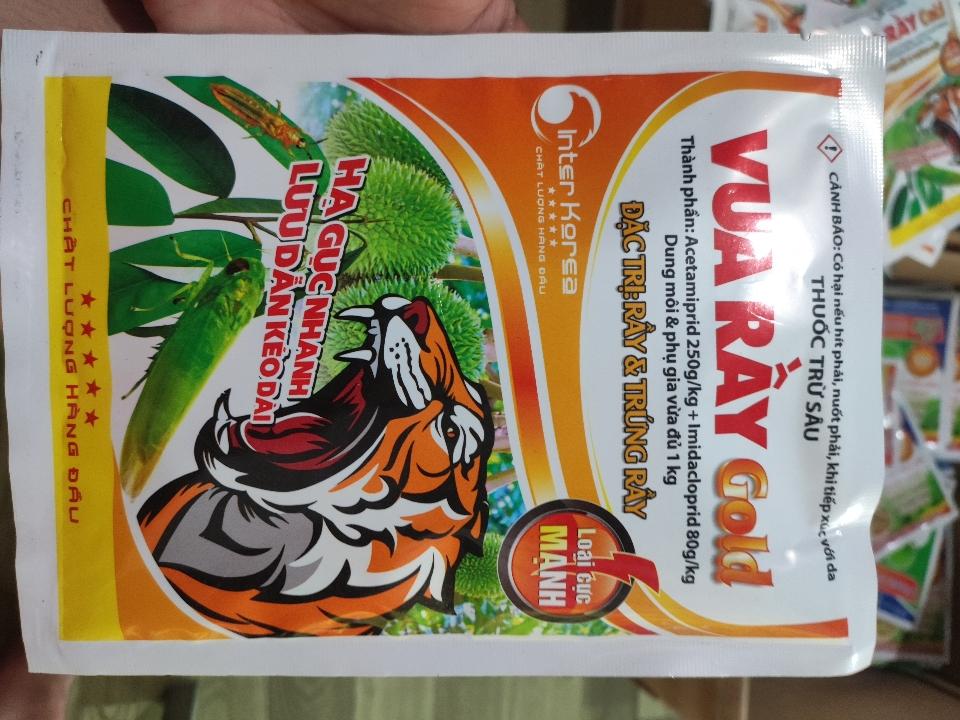 CẢNH BÁO: Có hại nếu hít phải, nuốt phải, khi tiếp xúc với da
THUỐC TRỪ SÂU
VUA RẦY Gold
Thành phần: Acetamiprid 250g/kg + Imidacloprid 80g/kg
Dung môi & phụ gia vừa đủ 1 kg
ĐẶC TRỊ: RẦY & TRỨNG RẦY
Inter Korea
CHẤT LƯỢNG HÀNG ĐẦU
Loại cực
MẠNH
HẠ GỤC NHANH
LƯU DẪN KÉO DÀI
CHẤT LƯỢNG HÀNG ĐẦU